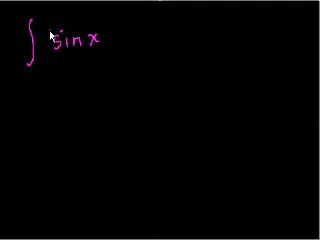 ∫ sin x